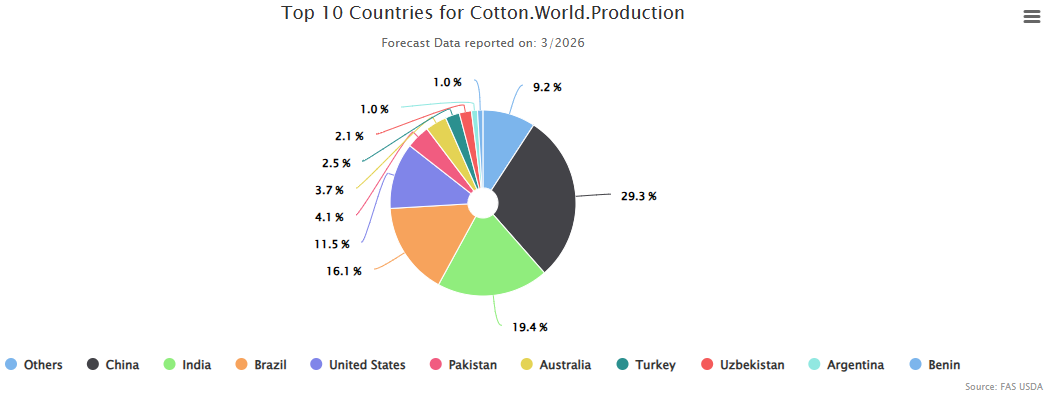 Top 10 Countries for Cotton.World.Production
Forecast Data reported on: 3/2026
1.0 %
9.2 %
1.0 %
2.1 %
2.5 %
3.7 %
29.3 %
4.1 %
11.5 %
16.1 %
19.4 %
Others China India Brazil United States Pakistan Australia Turkey Uzbekistan Argentina Benin
Source: FAS USDA